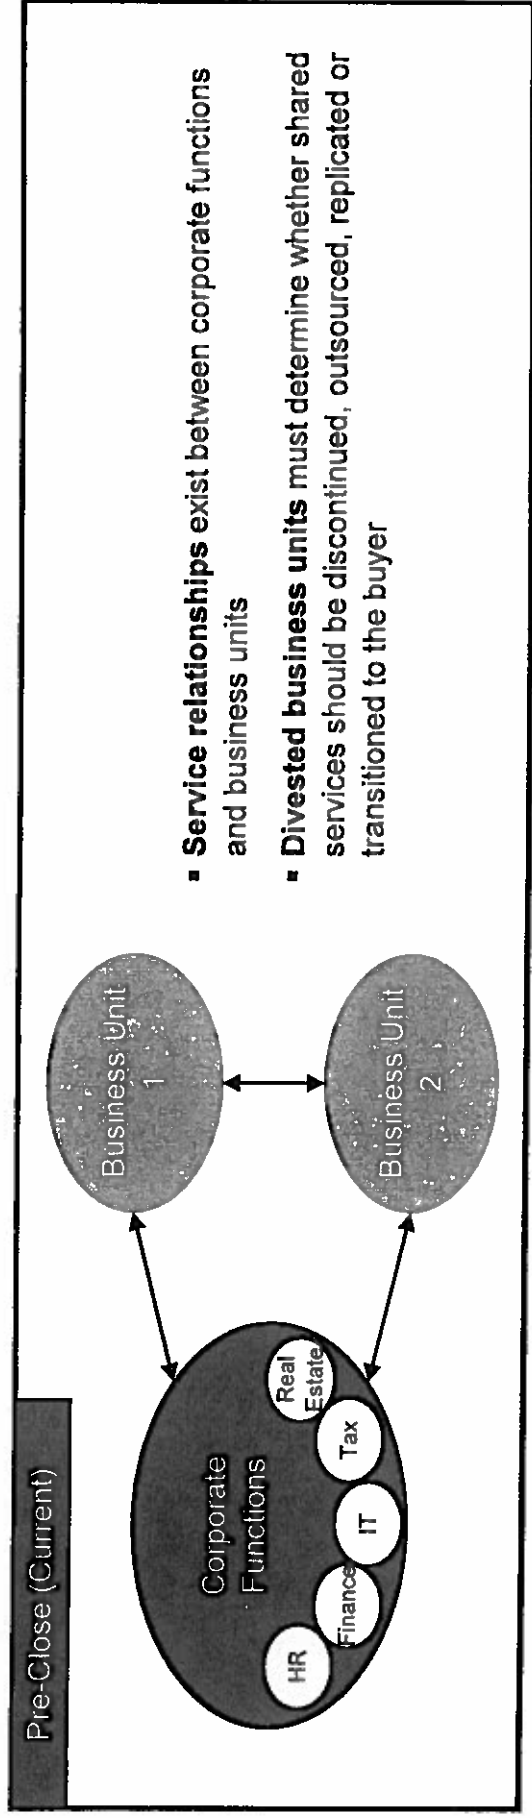 Pre-Close (Current)
Corporate
Functions
HR
Finance
IT
Tax
Real
Estate
Business Unit
1
Business Unit
2
▪ Service relationships exist between corporate functions
and business units
▪ Divested business units must determine whether shared
services should be discontinued, outsourced, replicated or
transitioned to the buyer